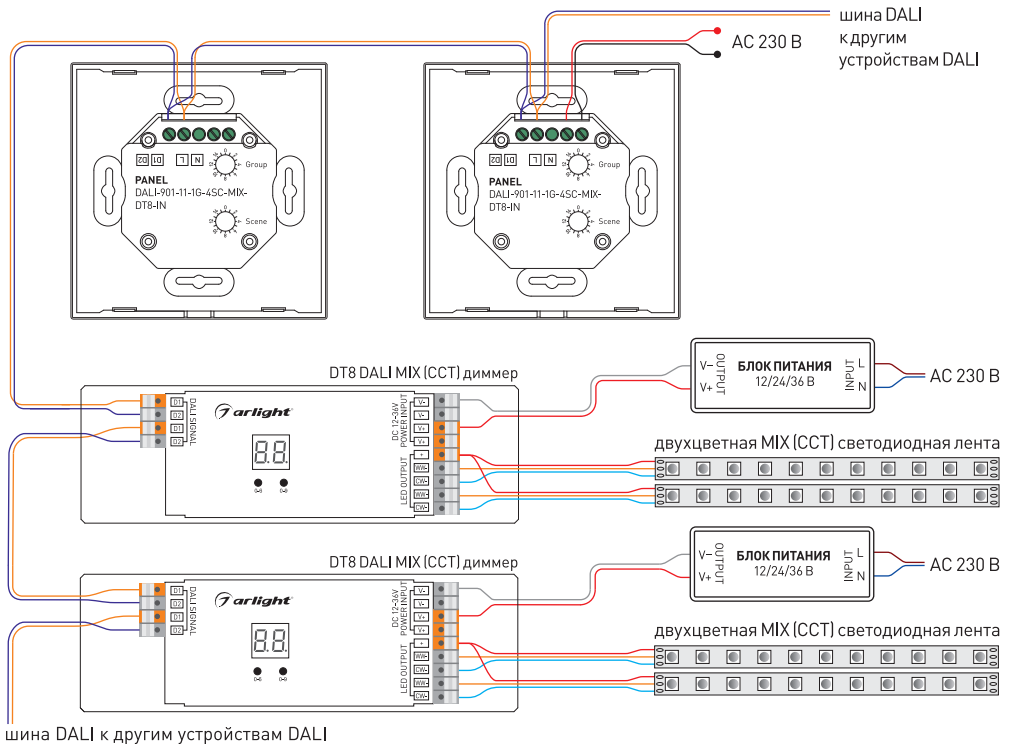 шина DALI
к другим
устройствам DALI
AC 230 В
D2 D1 L N
Group
PANEL
DALI-901-11-1G-4SC-MIX-
DT8-IN
Scene
D2 D1 L N
Group
PANEL
DALI-901-11-1G-4SC-MIX-
DT8-IN
Scene
DT8 DALI MIX (CCT) диммер
D1
D2
D1
D2
DALI SIGNAL
arlight
88
DC 12-36V
POWER INPUT
LED OUTPUT
V-
V-
V+
V+
+
WW-
CW-
WW-
CW-
V–
V+
OUTPUT
БЛОК ПИТАНИЯ
12/24/36 В
INPUT
L
N
AC 230 В
двухцветная MIX (CCT) светодиодная лента
DT8 DALI MIX (CCT) диммер
D1
D2
D1
D2
DALI SIGNAL
arlight
88
DC 12-36V
POWER INPUT
LED OUTPUT
V-
V-
V+
V+
+
WW-
CW-
WW-
CW-
V–
V+
OUTPUT
БЛОК ПИТАНИЯ
12/24/36 В
INPUT
L
N
AC 230 В
двухцветная MIX (CCT) светодиодная лента
шина DALI к другим устройствам DALI